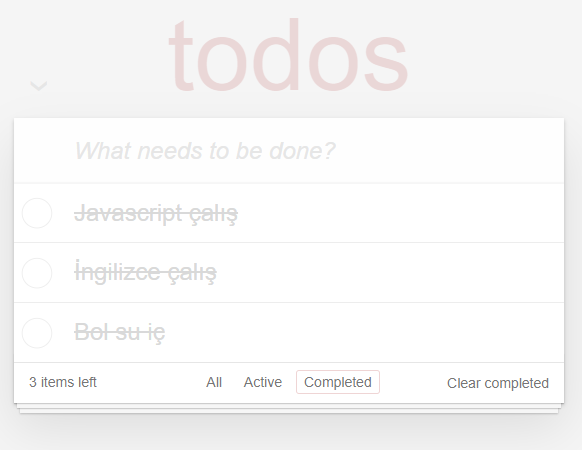 todos
What needs to be done?
Javascript çalış
İngilizce çalış
Bol su iç
3 items left All Active Completed Clear completed